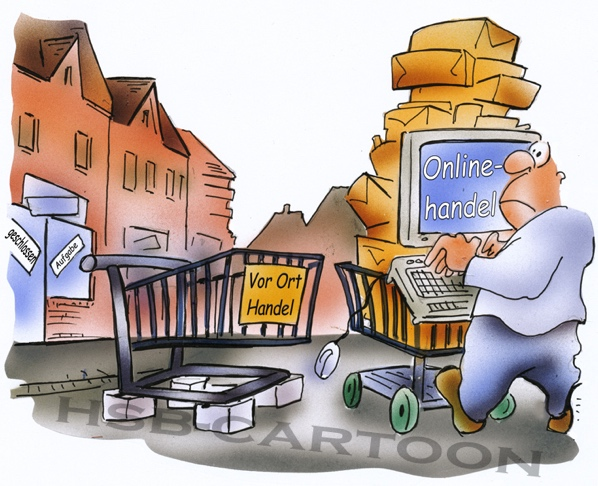 geschlossen
Aufgabe
Vor Ort
Handel
Online-
handel
HSB-CARTOON